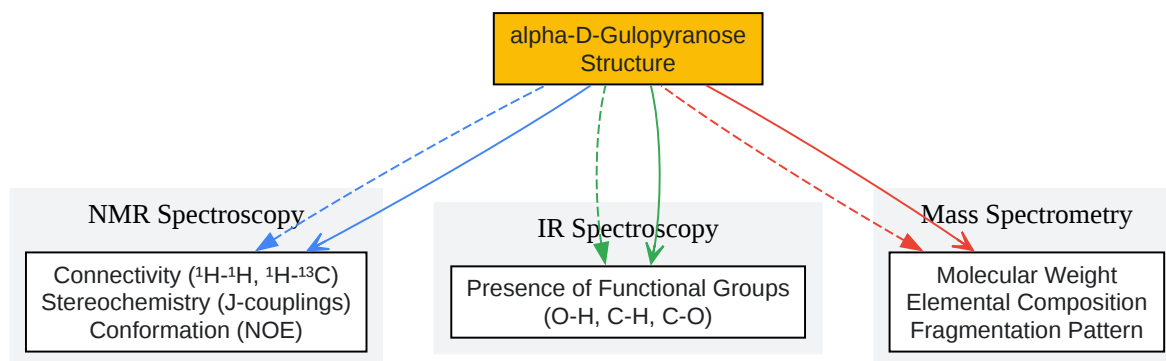 alpha-D-Gulopyranose
Structure
NMR Spectroscopy
Connectivity (¹H-¹H, ¹H-¹³C)
Stereochemistry (J-couplings)
Conformation (NOE)
IR Spectroscopy
Presence of Functional Groups
(O-H, C-H, C-O)
Mass Spectrometry
Molecular Weight
Elemental Composition
Fragmentation Pattern